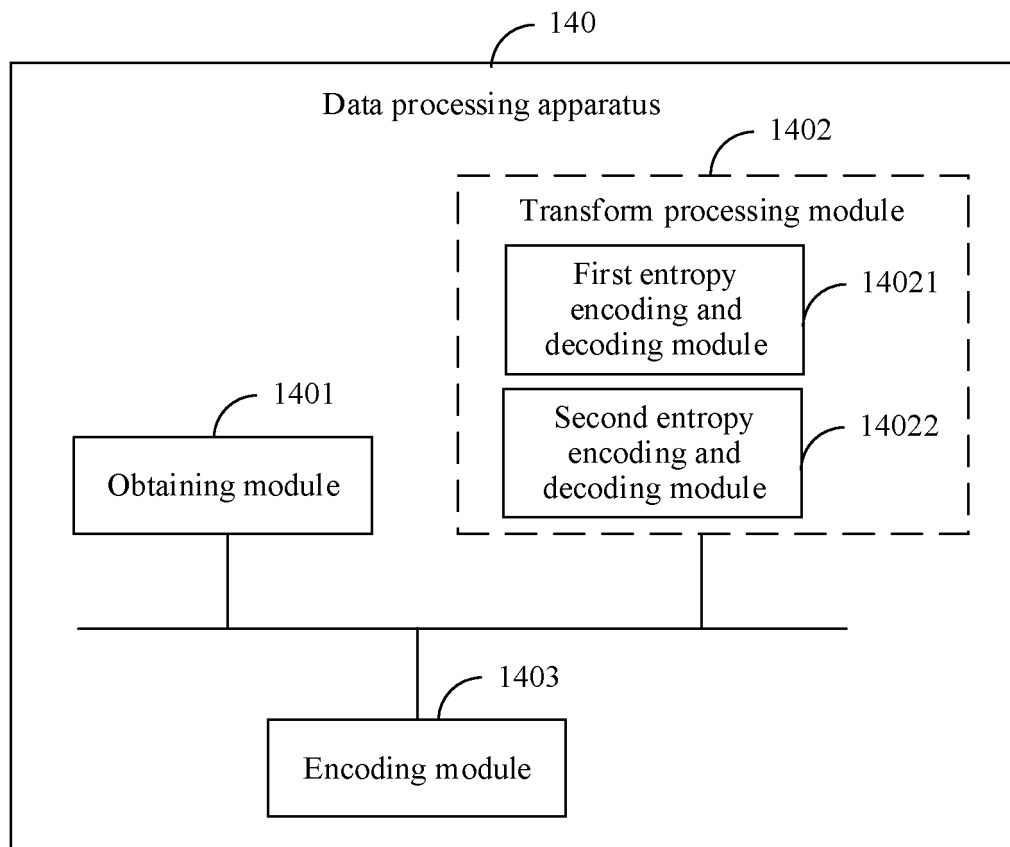 140
Data processing apparatus
1402
Transform processing module
First entropy
encoding and
decoding module
14021
1401
Second entropy
encoding and
decoding module
14022
Obtaining module
1403
Encoding module